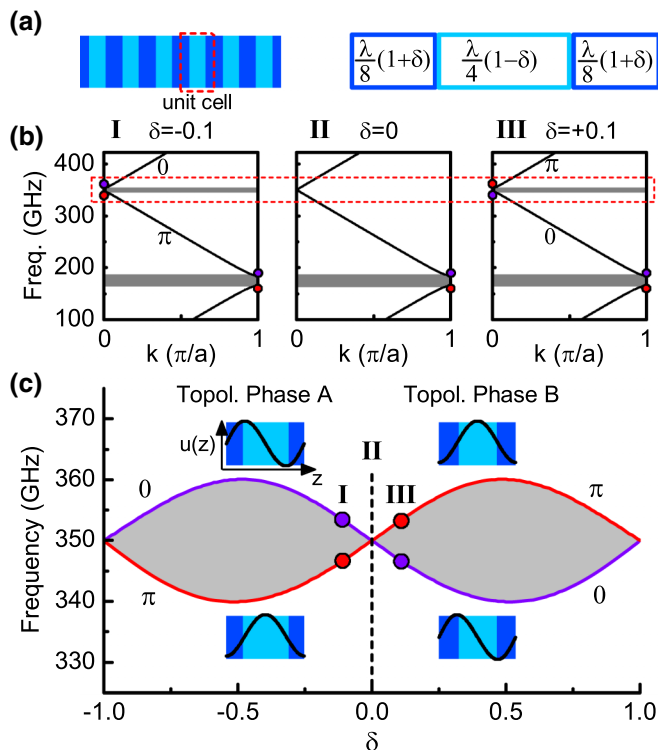 (a)
unit cell
λ/8(1+δ) λ/4(1−δ) λ/8(1+δ)
(b) I δ=-0.1 II δ=0 III δ=+0.1
400
300
200
100
Freq. (GHz)
0 π π 0
0 1 0 1 0 1
k (π/a) k (π/a) k (π/a)
(c)
Topol. Phase A Topol. Phase B
370
360
350
340
330
Frequency (GHz)
u(z) z
I II III
0 π
π 0
-1.0 -0.5 0.0 0.5 1.0
δ